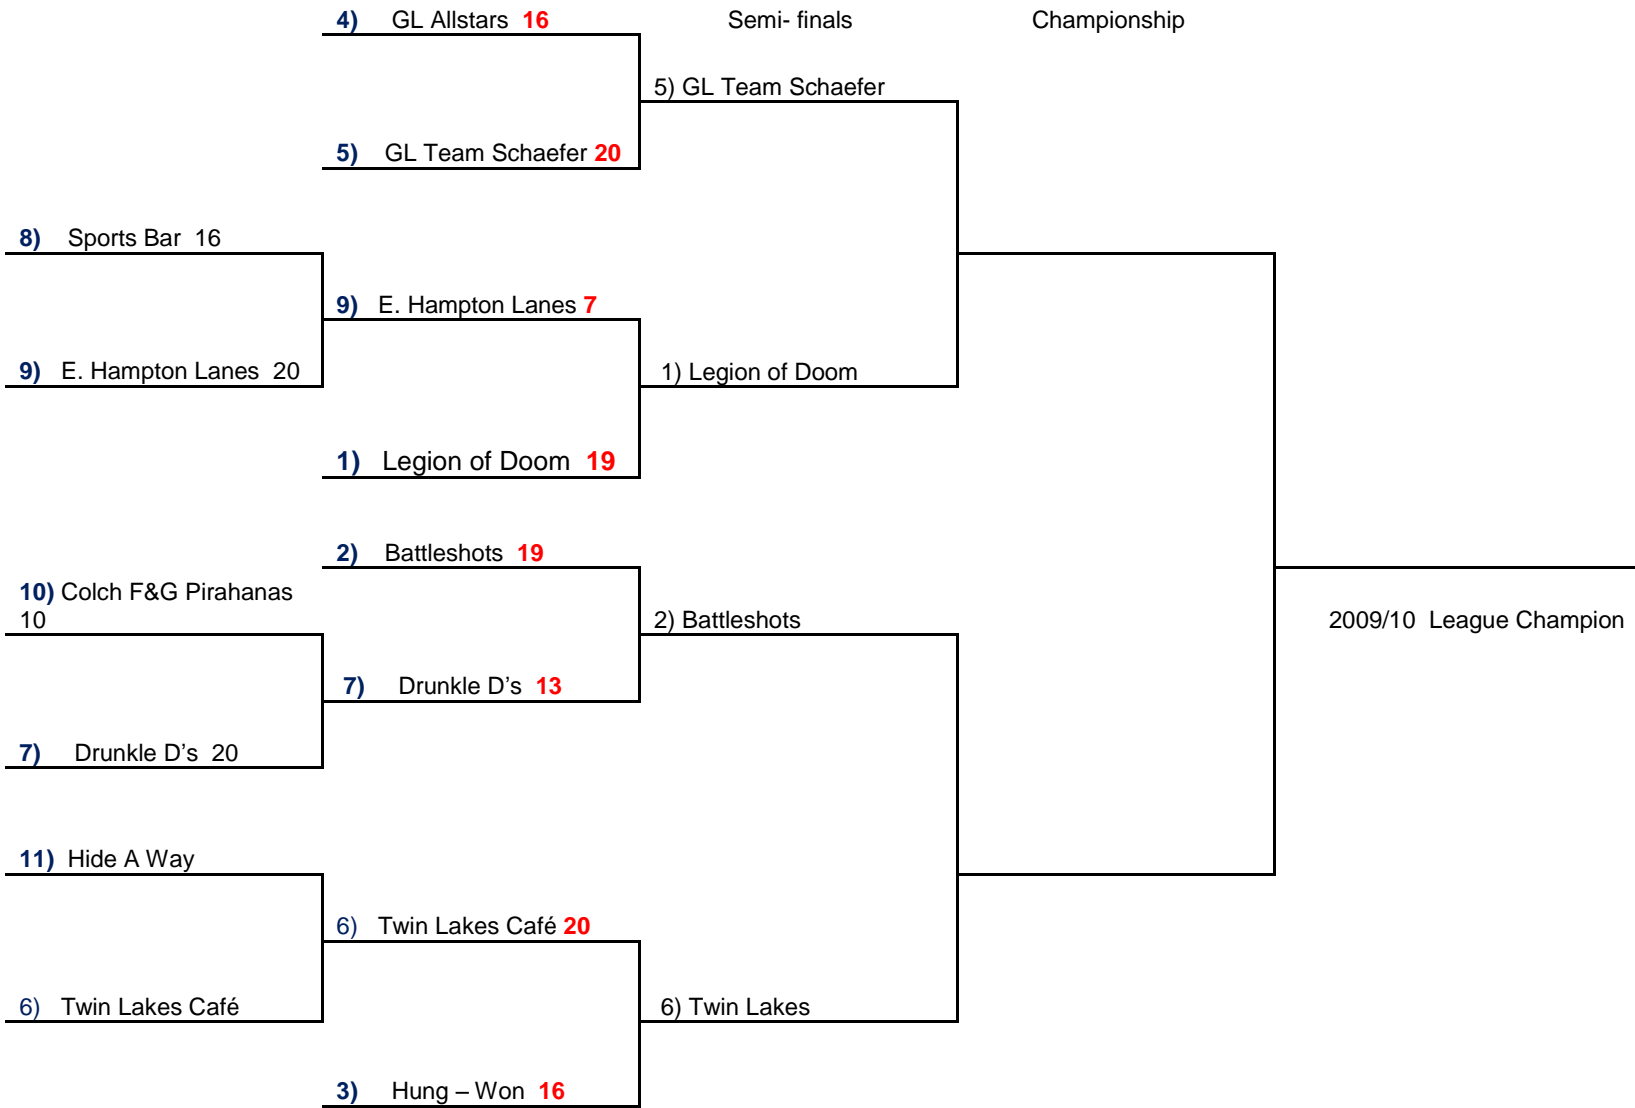 4) GL Allstars 16
Semi- finals
Championship
5) GL Team Schaefer
5) GL Team Schaefer 20
8) Sports Bar 16
9) E. Hampton Lanes 7
9) E. Hampton Lanes 20
1) Legion of Doom
1) Legion of Doom 19
2) Battleshots 19
10) Colch F&G Pirahanas
10
2) Battleshots
2009/10 League Champion
7) Drunkle D’s 13
7) Drunkle D’s 20
11) Hide A Way
6) Twin Lakes Café 20
6) Twin Lakes Café
6) Twin Lakes
3) Hung – Won 16